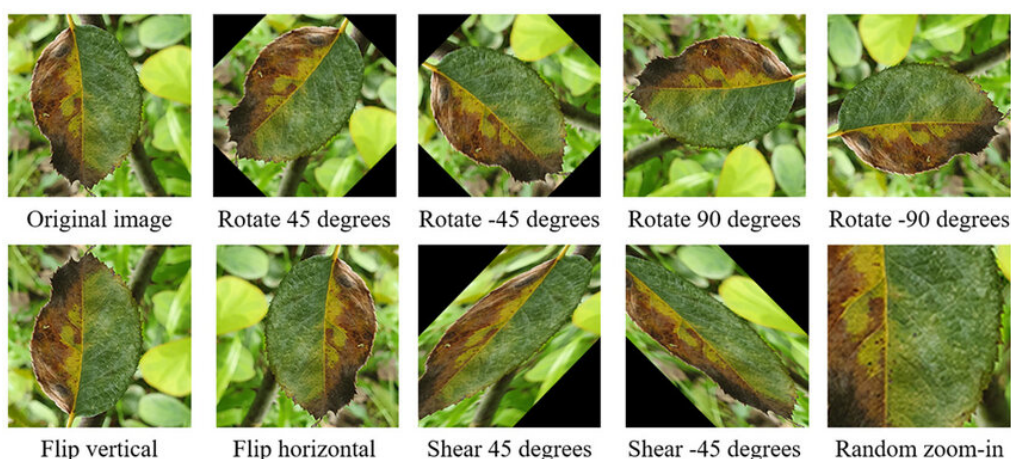 Original image
Rotate 45 degrees
Rotate -45 degrees
Rotate 90 degrees
Rotate -90 degrees
Flip vertical
Flip horizontal
Shear 45 degrees
Shear -45 degrees
Random zoom-in